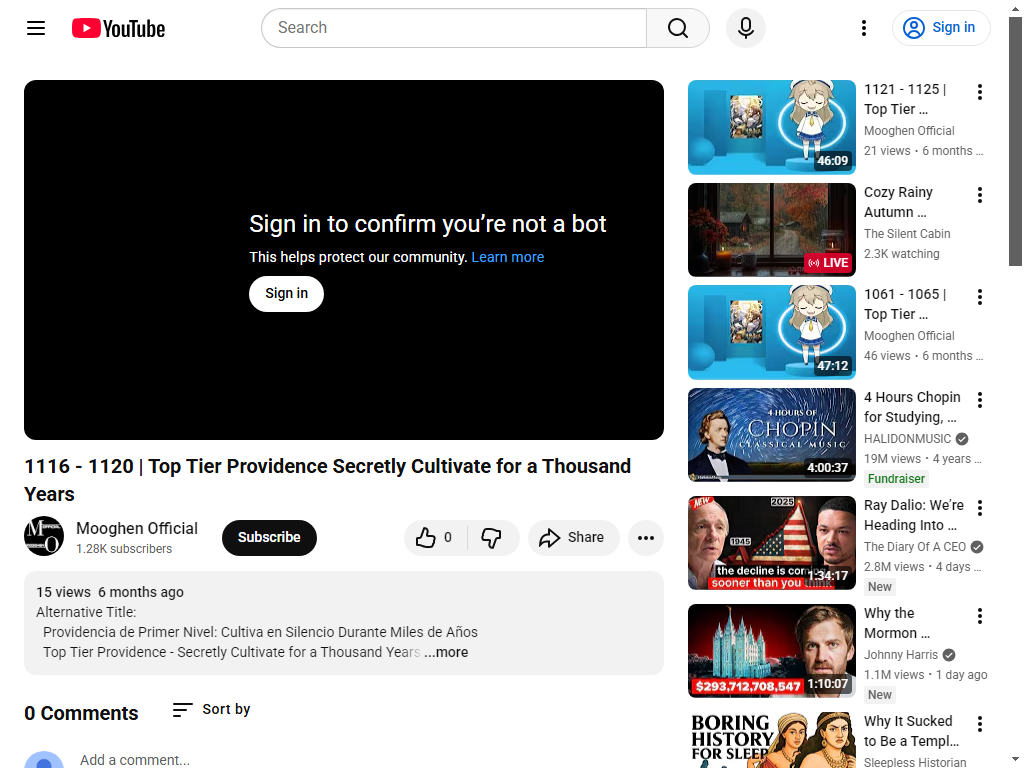 YouTube
Search
Sign in
Sign in to confirm you’re not a bot
This helps protect our community. Learn more
Sign in
1116 - 1120 | Top Tier Providence Secretly Cultivate for a Thousand
Years
Mooghen Official
1.28K subscribers
Subscribe
0
Share
15 views 6 months ago
Alternative Title:
Providencia de Primer Nivel: Cultiva en Silencio Durante Miles de Años
Top Tier Providence - Secretly Cultivate for a Thousand Years ...more
0 Comments
Sort by
Add a comment...
46:09
1121 - 1125 |
Top Tier ...
Mooghen Official
21 views • 6 months ...
LIVE
Cozy Rainy
Autumn ...
The Silent Cabin
2.3K watching
47:12
1061 - 1065 |
Top Tier ...
Mooghen Official
46 views • 6 months ...
4 HOURS OF
CHOPIN
CLASSICAL MUSIC
4:00:37
4 Hours Chopin
for Studying, ...
HALIDONMUSIC
19M views • 4 years ...
Fundraiser
NEW
2025
1945
the decline is coming
sooner than you think
1:34:17
Ray Dalio: We’re
Heading Into ...
The Diary Of A CEO
2.8M views • 4 days ...
New
$293,712,708,547
1:10:07
Why the
Mormon ...
Johnny Harris
1.1M views • 1 day ago
New
BORING
HISTORY
FOR SLEEP
Why It Sucked
to Be a Templ...
Sleepless Historian